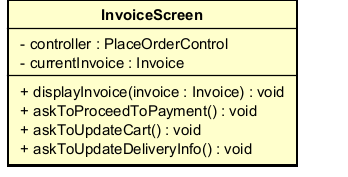 InvoiceScreen
- controller : PlaceOrderControl
- currentInvoice : Invoice
+ displayInvoice(invoice : Invoice) : void
+ askToProceedToPayment() : void
+ askToUpdateCart() : void
+ askToUpdateDeliveryInfo() : void